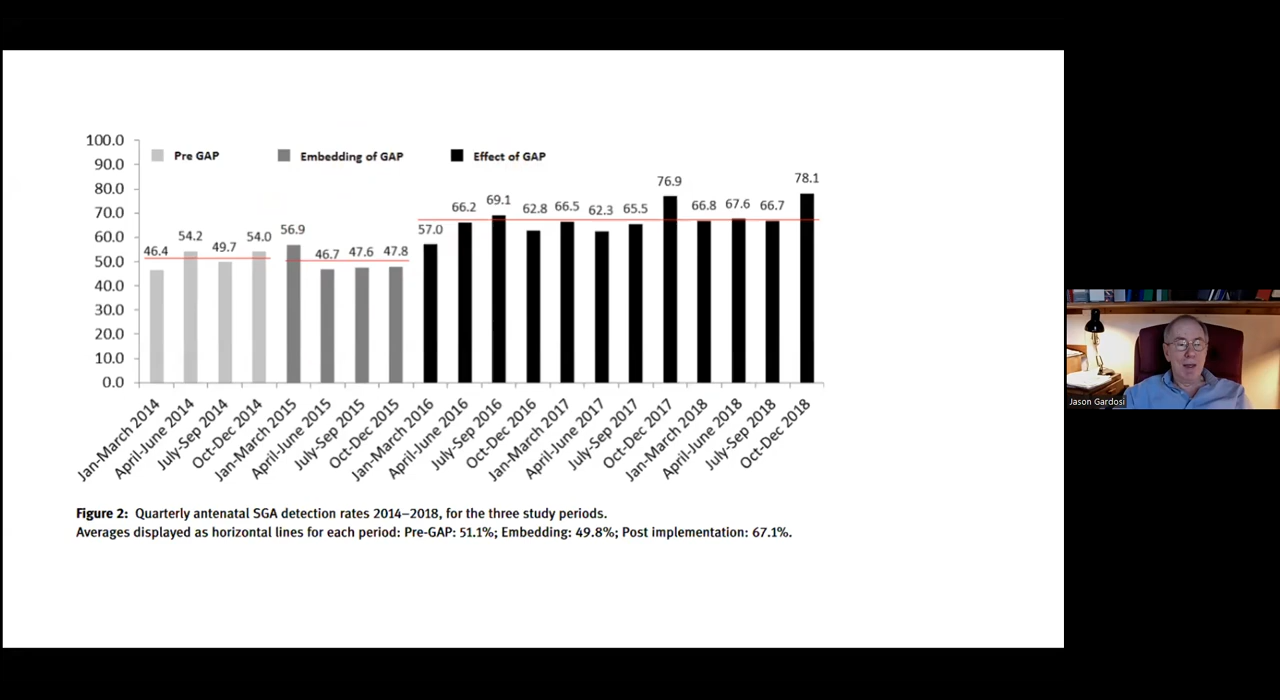 100.0
90.0
80.0
70.0
60.0
50.0
40.0
30.0
20.0
10.0
0.0
Pre GAP Embedding of GAP Effect of GAP
46.4
54.2
49.7
54.0
56.9
46.7
47.6
47.8
57.0
66.2
69.1
62.8
66.5
62.3
65.5
76.9
66.8
67.6
66.7
78.1
Jan-March 2014
April-June 2014
July-Sep 2014
Oct-Dec 2014
Jan-March 2015
April-June 2015
July-Sep 2015
Oct-Dec 2015
Jan-March 2016
April-June 2016
July-Sep 2016
Oct-Dec 2016
Jan-March 2017
April-June 2017
July-Sep 2017
Oct-Dec 2017
Jan-March 2018
April-June 2018
July-Sep 2018
Oct-Dec 2018
Figure 2: Quarterly antenatal SGA detection rates 2014–2018, for the three study periods.
Averages displayed as horizontal lines for each period: Pre-GAP: 51.1%; Embedding: 49.8%; Post implementation: 67.1%.
Jason Gardosi